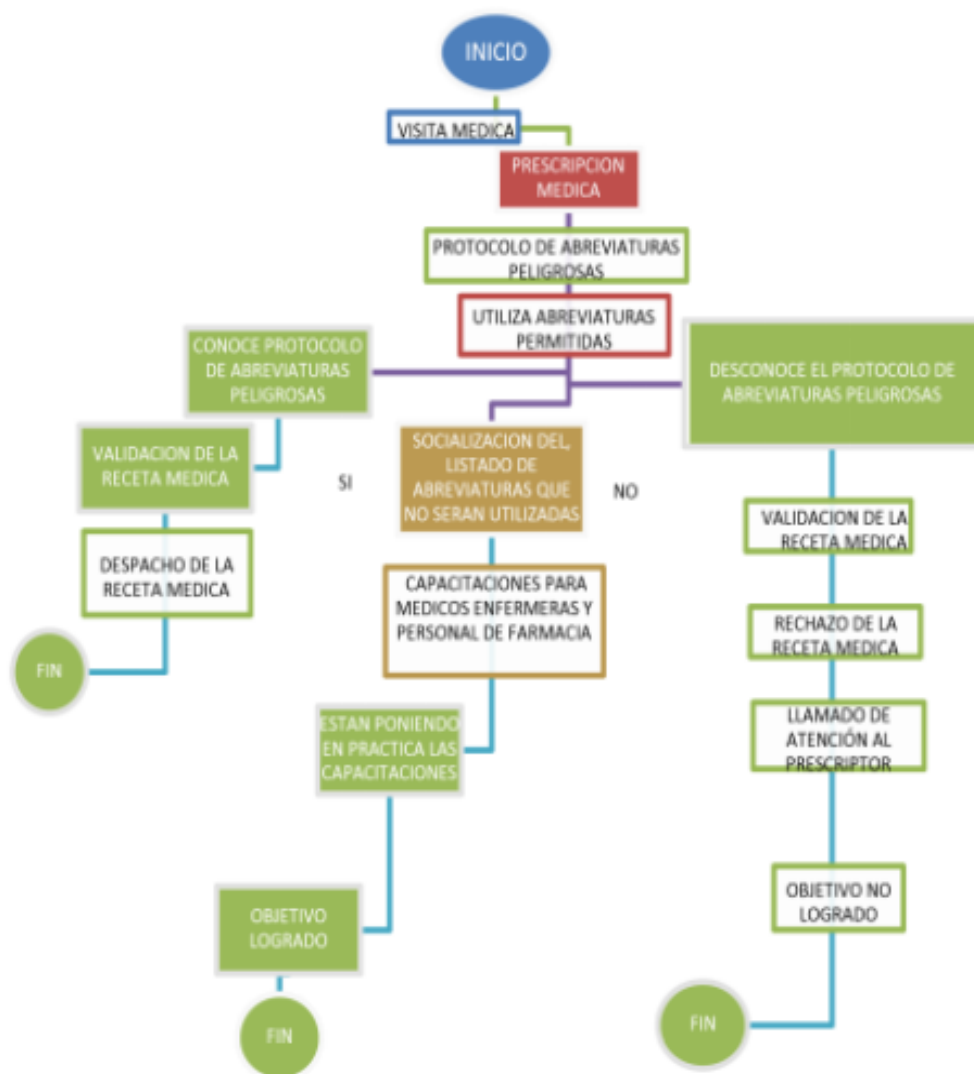 INICIO
VISITA MEDICA
PRESCRIPCION
MEDICA
PROTOCOLO DE ABREVIATURAS
PELIGROSAS
UTILIZA ABREVIATURAS
PERMITIDAS
CONOCE PROTOCOLO
DE ABREVIATURAS
PELIGROSAS
DESCONOCE EL PROTOCOLO DE
ABREVIATURAS PELIGROSAS
VALIDACION DE LA
RECETA MEDICA
SI
SOCIALIZACION DEL,
LISTADO DE
ABREVIATURAS QUE
NO SERAN UTILIZADAS
NO
VALIDACION DE LA
RECETA MEDICA
DESPACHO DE LA
RECETA MEDICA
CAPACITACIONES PARA
MEDICOS ENFERMERAS Y
PERSONAL DE FARMACIA
RECHAZO DE LA
RECETA MEDICA
FIN
ESTAN PONIENDO
EN PRACTICA LAS
CAPACITACIONES
LLAMADO DE
ATENCIÓN AL
PRESCRIPTOR
OBJETIVO
LOGRADO
OBJETIVO NO
LOGRADO
FIN
FIN